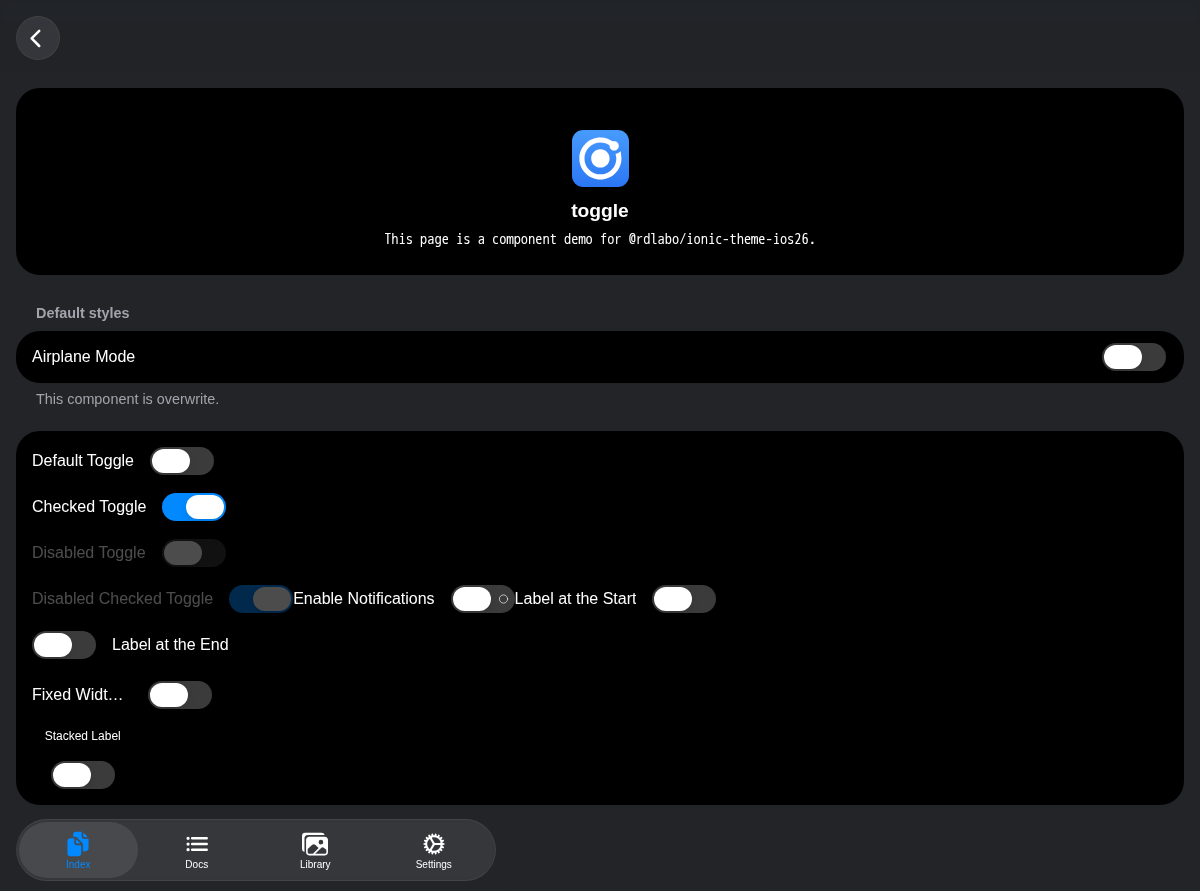 toggle
This page is a component demo for @rdlabo/ionic-theme-ios26.
Default styles
Airplane Mode
This component is overwrite.
Default Toggle
Checked Toggle
Disabled Toggle
Disabled Checked Toggle Enable Notifications Label at the Start
Label at the End
Fixed Widt…
Stacked Label
Index Docs Library Settings